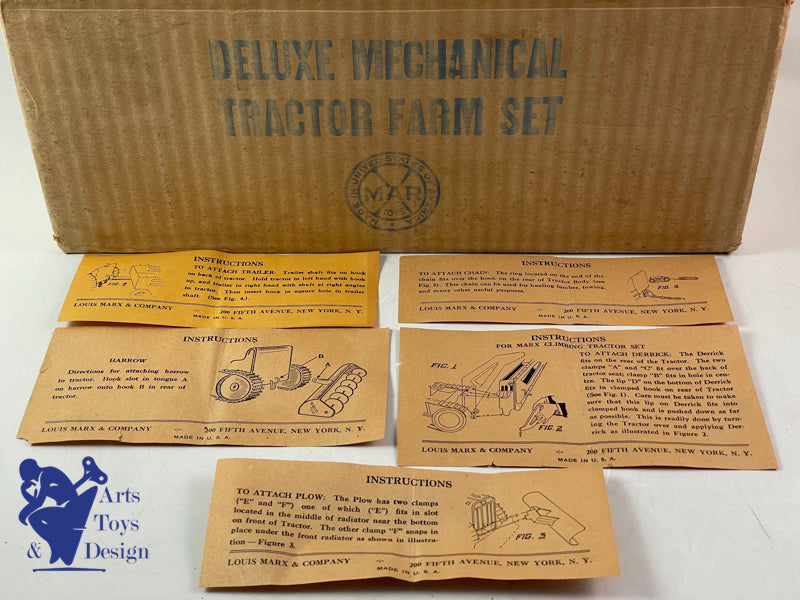 DELUXE MECHANICAL
TRACTOR FARM SET
MADE IN UNITED STATES OF AMERICA
MAR
TOYS
INSTRUCTIONS
TO ATTACH TRAILER: Trailer shaft fits on hook
on back of tractor. Hold tractor in left hand with hook
up, and trailer in right hand with shaft at right angles
to tractor. Then insert hook in square hole in trailer
shaft. (See Fig. 4.)
LOUIS MARX & COMPANY -:- 200 FIFTH AVENUE, NEW YORK, N. Y.
MADE IN U. S. A.
INSTRUCTIONS
TO ATTACH CHAIN: The ring located on the end of the
chain fits over the hook on the rear of Tractor Body (see
Fig. 5). This chain can be used for hauling lumber, towing,
and many other useful purposes.
FIG. 5
LOUIS MARX & COMPANY -:- 200 FIFTH AVENUE, NEW YORK, N. Y.
MADE IN U. S. A.
INSTRUCTIONS
HARROW
Directions for attaching harrow
to tractor. Hook slot in tongue A
on harrow onto hook B in rear of
tractor.
B
A
LOUIS MARX & COMPANY -:- 200 FIFTH AVENUE, NEW YORK, N. Y.
MADE IN U. S. A.
INSTRUCTIONS
FOR MARX CLIMBING TRACTOR SET
TO ATTACH DERRICK: The Derrick
fits on the rear of the Tractor. The two
clamps "A" and "C" fit over the back of
tractor seat; clamp "B" fits in hole in cen-
tre. The lip "D" on the bottom of Derrick
fits in clamped hook on rear of Tractor
(See Fig. 1). Care must be taken to make
sure that this lip on Derrick fits into
clamped hook and is pushed down as far
as possible. This is readily done by turn-
ing the Tractor over and applying Der-
rick as illustrated in Figure 2.
FIG. 1
FIG. 2
LOUIS MARX & COMPANY -:- 200 FIFTH AVENUE, NEW YORK, N. Y.
MADE IN U. S. A.
INSTRUCTIONS
TO ATTACH PLOW: The Plow has two clamps
("E" and "F") one of which ("E") fits in slot
located in the middle of radiator near the bottom
on front of Tractor. The other clamp "F" snaps in
place under the front radiator as shown in illustra-
tion—Figure 3.
FIG. 3
LOUIS MARX & COMPANY -:- 200 FIFTH AVENUE, NEW YORK, N. Y.
MADE IN U. S. A.
Arts
Toys
& Design